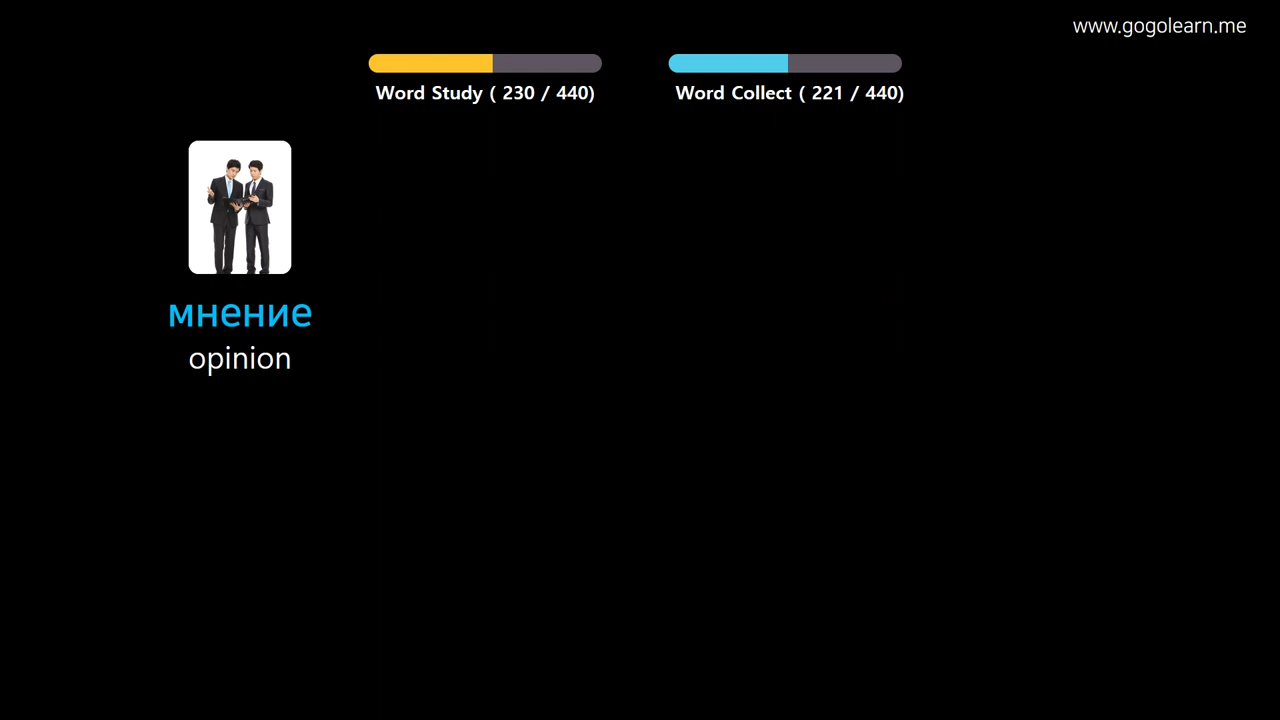 www.gogolearn.me
Word Study ( 230 / 440)
Word Collect ( 221 / 440)
мнение
opinion